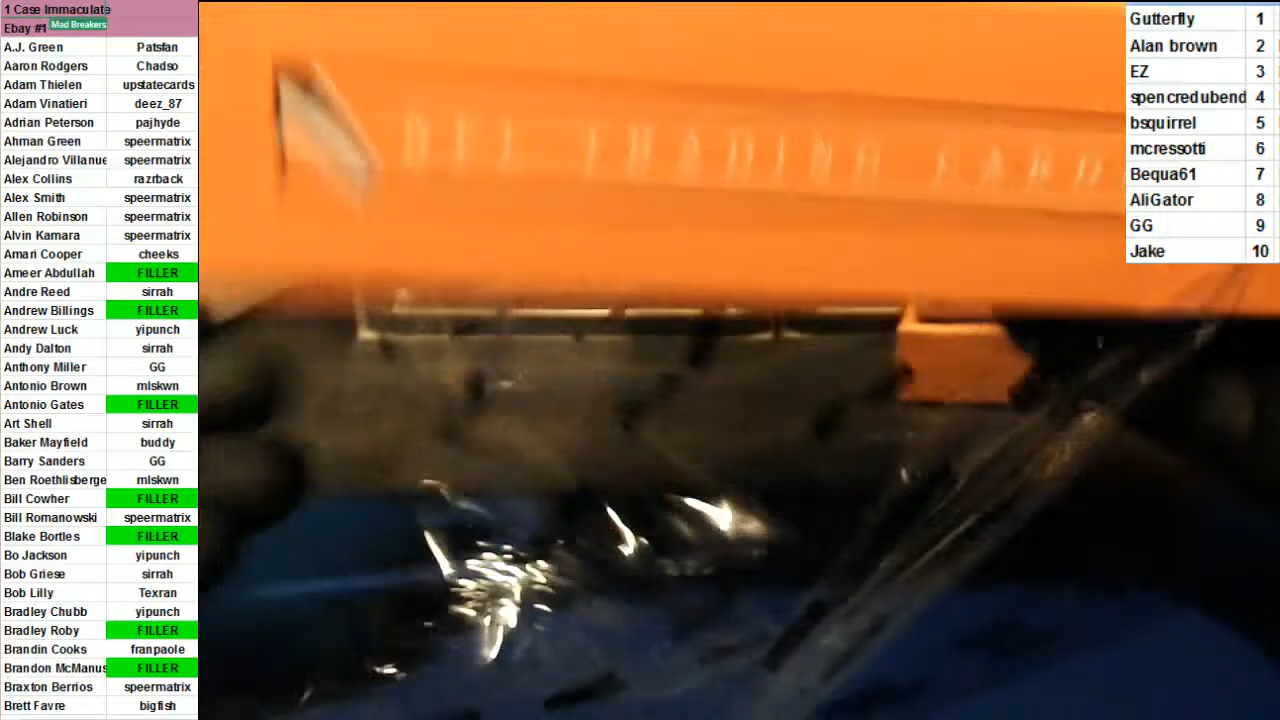 1 Case Immaculate
Ebay #1
Mad Breakers
A.J. Green Patsfan
Aaron Rodgers Chadso
Adam Thielen upstatecards
Adam Vinatieri deez_87
Adrian Peterson pajhyde
Ahman Green speermatrix
Alejandro Villanue speermatrix
Alex Collins razrback
Alex Smith speermatrix
Allen Robinson speermatrix
Alvin Kamara speermatrix
Amari Cooper cheeks
Ameer Abdullah FILLER
Andre Reed sirrah
Andrew Billings FILLER
Andrew Luck yipunch
Andy Dalton sirrah
Anthony Miller GG
Antonio Brown mlskwn
Antonio Gates FILLER
Art Shell sirrah
Baker Mayfield buddy
Barry Sanders GG
Ben Roethlisberge mlskwn
Bill Cowher FILLER
Bill Romanowski speermatrix
Blake Bortles FILLER
Bo Jackson yipunch
Bob Griese sirrah
Bob Lilly Texran
Bradley Chubb yipunch
Bradley Roby FILLER
Brandin Cooks franpaole
Brandon McManus FILLER
Braxton Berrios speermatrix
Brett Favre bigfish
TRADING CARD
Gutterfly 1
Alan brown 2
EZ 3
spencredubend 4
bsquirrel 5
mcressotti 6
Bequa61 7
AliGator 8
GG 9
Jake 10